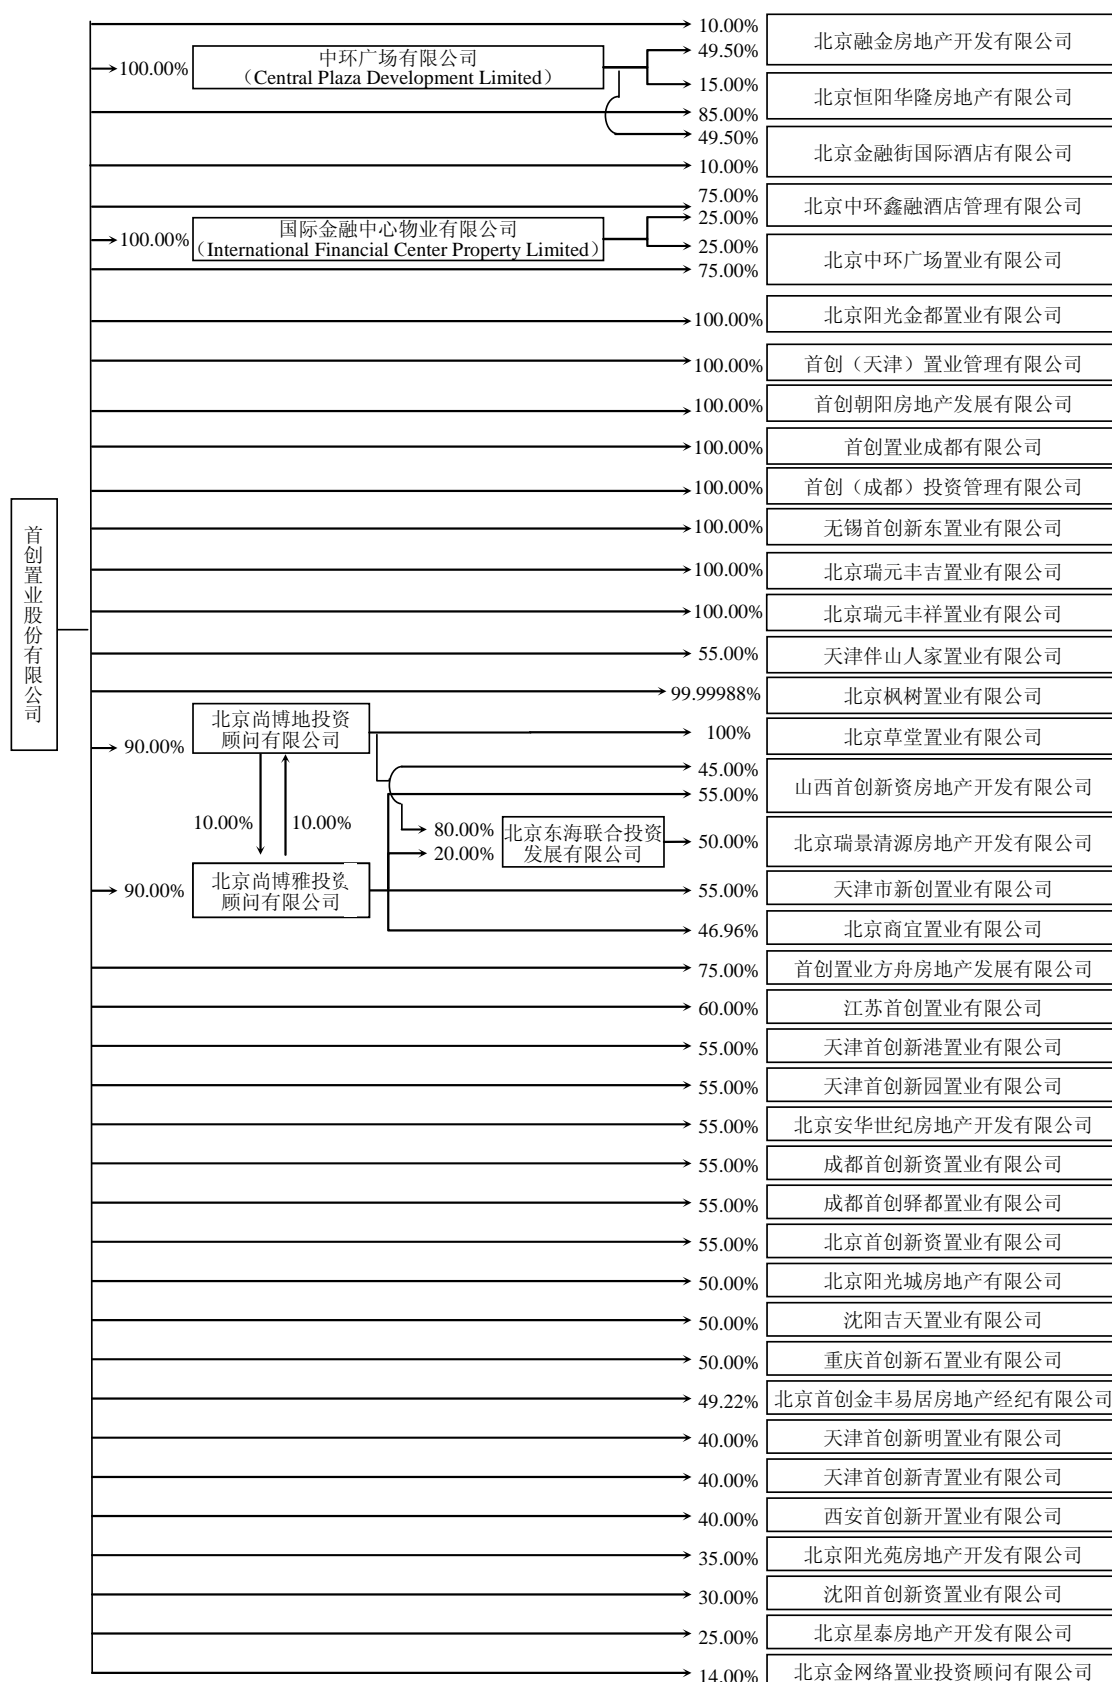 10.00%
北京融金房地产开发有限公司
49.50%
中环广场有限公司
（Central Plaza Development Limited）
100.00%
15.00%
北京恒阳华隆房地产有限公司
85.00%
49.50%
北京金融街国际酒店有限公司
10.00%
75.00%
北京中环鑫融酒店管理有限公司
25.00%
国际金融中心物业有限公司
（International Financial Center Property Limited）
100.00%
25.00%
北京中环广场置业有限公司
75.00%
100.00%
北京阳光金都置业有限公司
100.00%
首创（天津）置业管理有限公司
100.00%
首创朝阳房地产发展有限公司
100.00%
首创置业成都有限公司
100.00%
首创（成都）投资管理有限公司
100.00%
无锡首创新东置业有限公司
100.00%
北京瑞元丰吉置业有限公司
100.00%
北京瑞元丰祥置业有限公司
首创置业股份有限公司
55.00%
天津伴山人家置业有限公司
99.99988%
北京枫树置业有限公司
90.00%
北京尚博地投资
顾问有限公司
100%
北京草堂置业有限公司
45.00%
55.00%
山西首创新资房地产开发有限公司
10.00%
10.00%
80.00%
20.00%
北京东海联合投资
发展有限公司
50.00%
北京瑞景清源房地产开发有限公司
90.00%
北京尚博雅投资
顾问有限公司
55.00%
天津市新创置业有限公司
46.96%
北京商宜置业有限公司
75.00%
首创置业方舟房地产发展有限公司
60.00%
江苏首创置业有限公司
55.00%
天津首创新港置业有限公司
55.00%
天津首创新园置业有限公司
55.00%
北京安华世纪房地产开发有限公司
55.00%
成都首创新资置业有限公司
55.00%
成都首创驿都置业有限公司
55.00%
北京首创新资置业有限公司
50.00%
北京阳光城房地产有限公司
50.00%
沈阳吉天置业有限公司
50.00%
重庆首创新石置业有限公司
49.22%
北京首创金丰易居房地产经纪有限公司
40.00%
天津首创新明置业有限公司
40.00%
天津首创新青置业有限公司
40.00%
西安首创新开置业有限公司
35.00%
北京阳光苑房地产开发有限公司
30.00%
沈阳首创新资置业有限公司
25.00%
北京星泰房地产开发有限公司
14.00%
北京金网络置业投资顾问有限公司